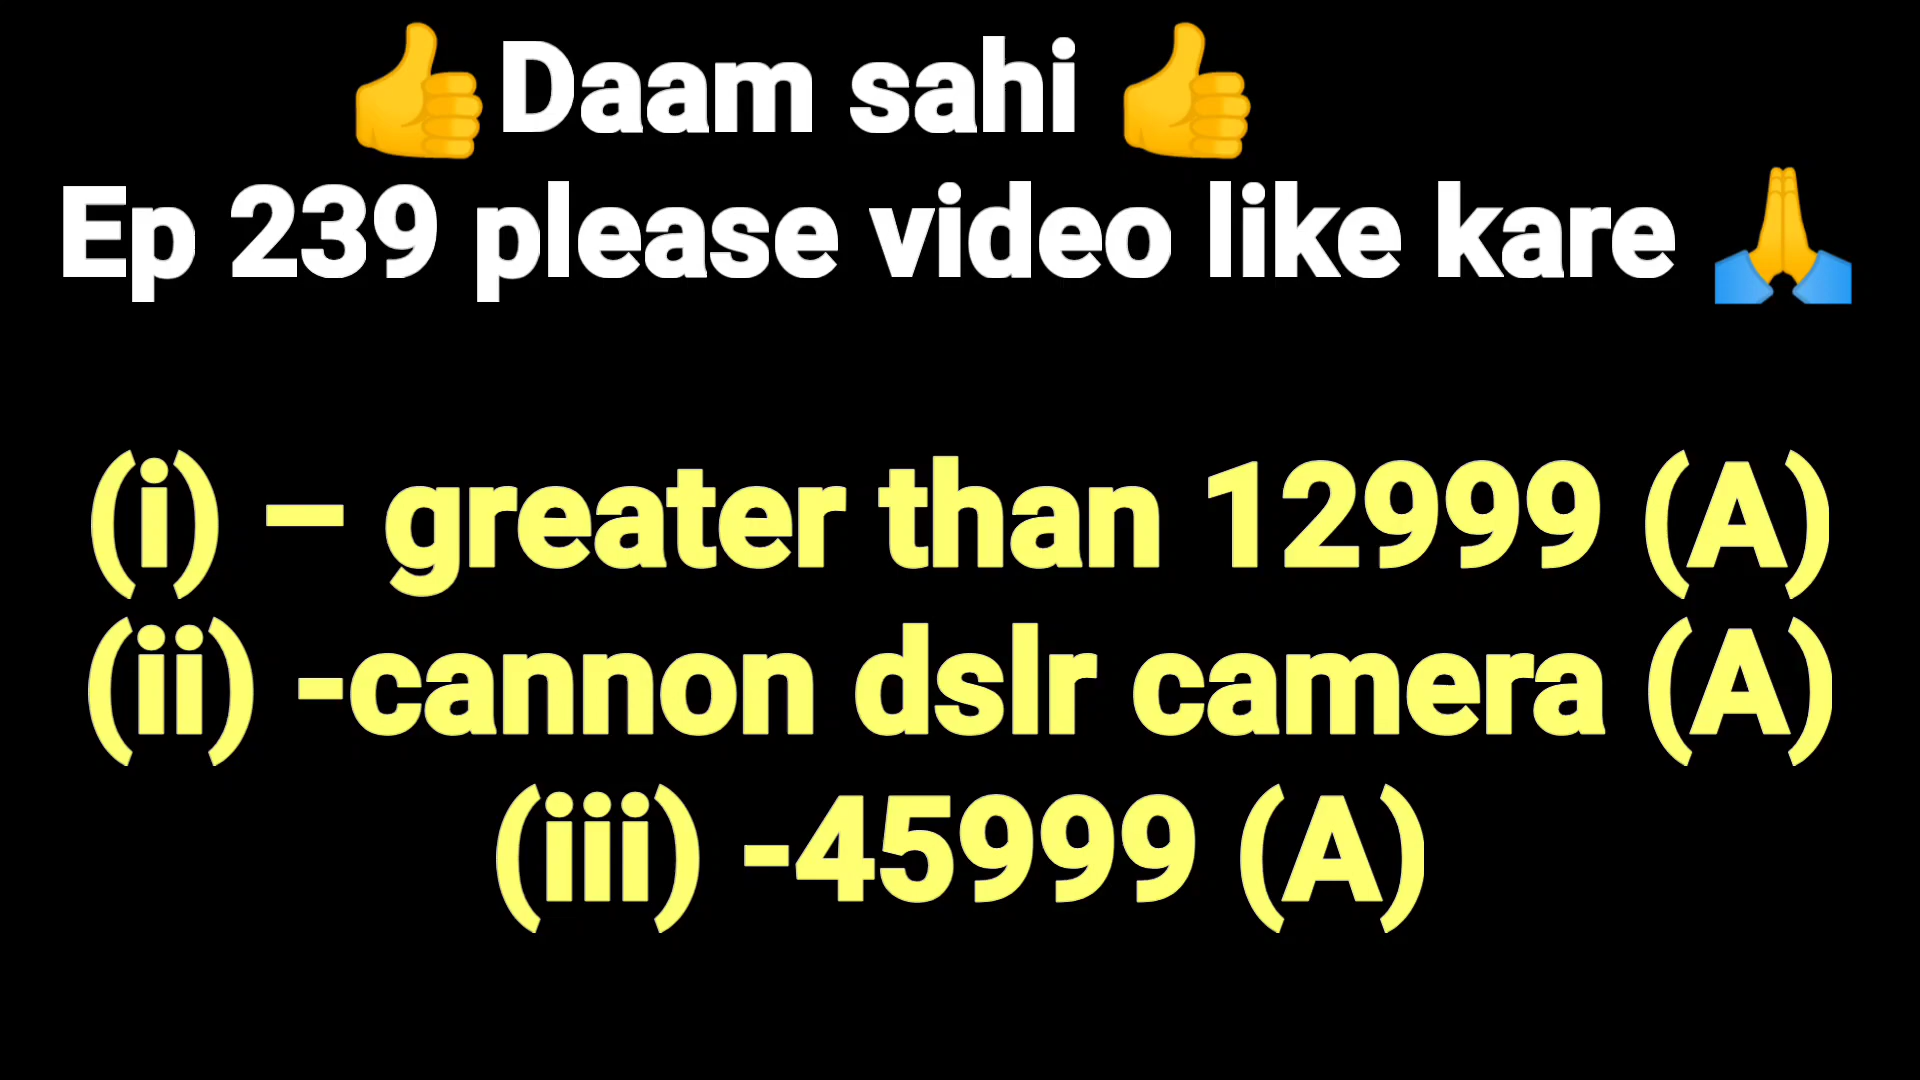 👍Daam sahi 👍
Ep 239 please video like kare 🙏
(i) – greater than 12999 (A)
(ii) -cannon dslr camera (A)
(iii) -45999 (A)